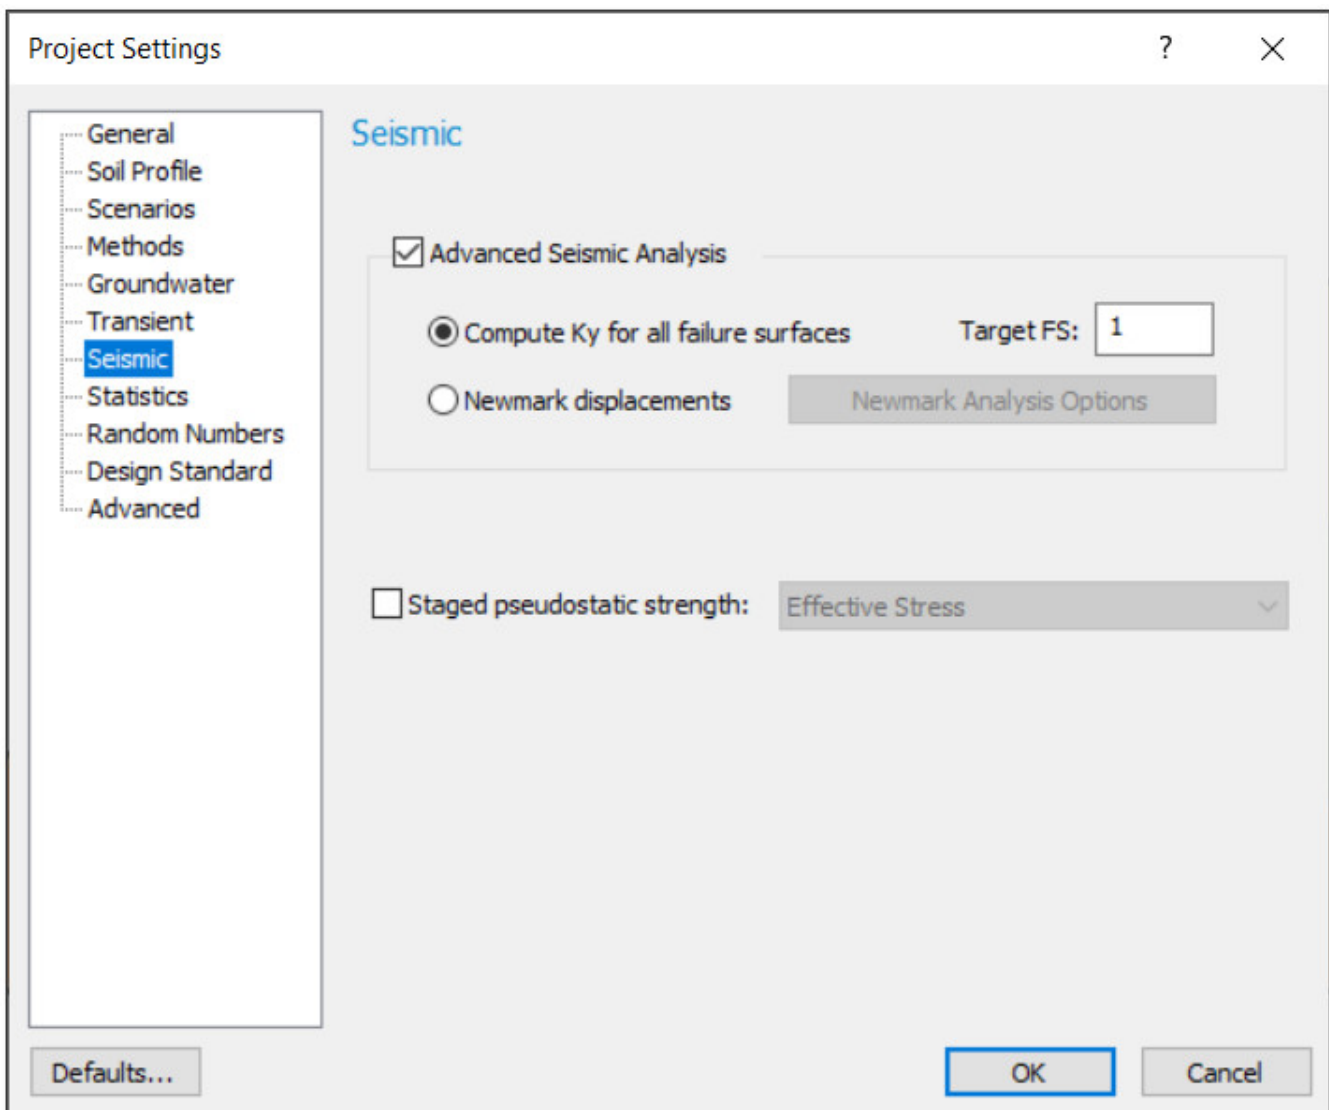 Project Settings
?
General
Soil Profile
Scenarios
Methods
Groundwater
Transient
Seismic
Statistics
Random Numbers
Design Standard
Advanced
Seismic
Advanced Seismic Analysis
Compute Ky for all failure surfaces
Target FS: 1
Newmark displacements
Newmark Analysis Options
Staged pseudostatic strength:
Effective Stress
Defaults...
OK
Cancel